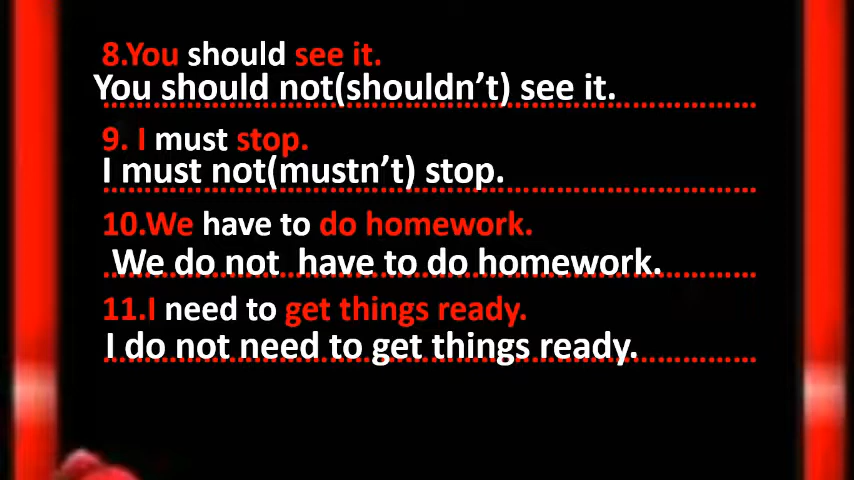 8.You should see it.
You should not(shouldn't) see it.
9. I must stop.
I must not(mustn't) stop.
10.We have to do homework.
We do not have to do homework.
11.I need to get things ready.
I do not need to get things ready.